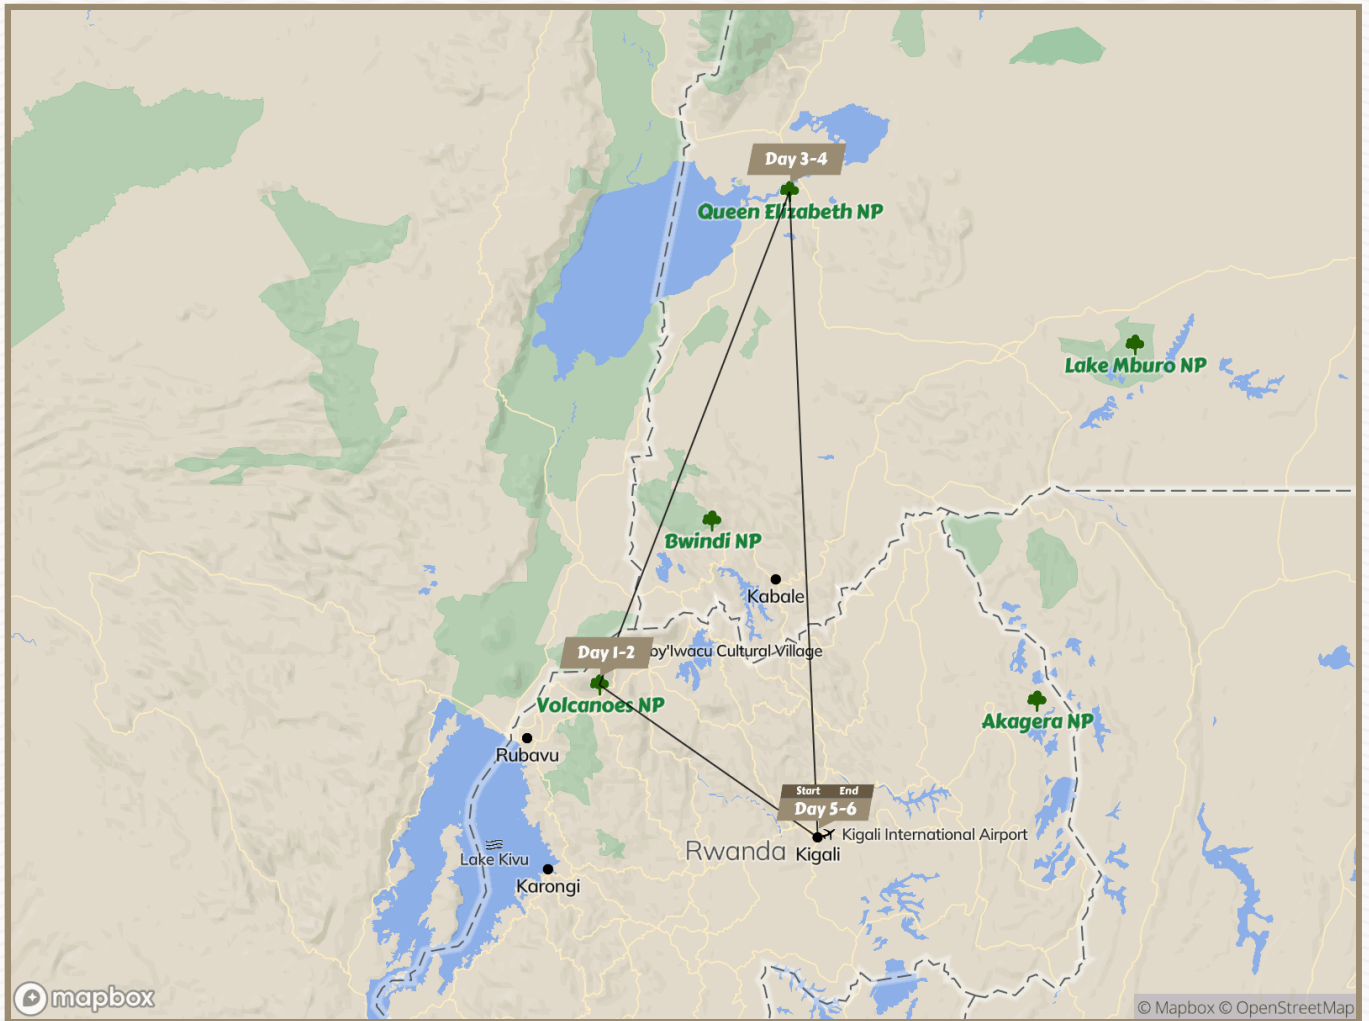 Day 3-4
Queen Elizabeth NP
Lake Mburo NP
Bwindi NP
Kabale
Day 1-2
by'Iwacu Cultural Village
Volcanoes NP
Akagera NP
Rubavu
Start End
Day 5-6
Kigali International Airport
Rwanda
Kigali
Lake Kivu
Karongi
mapbox
© Mapbox © OpenStreetMap